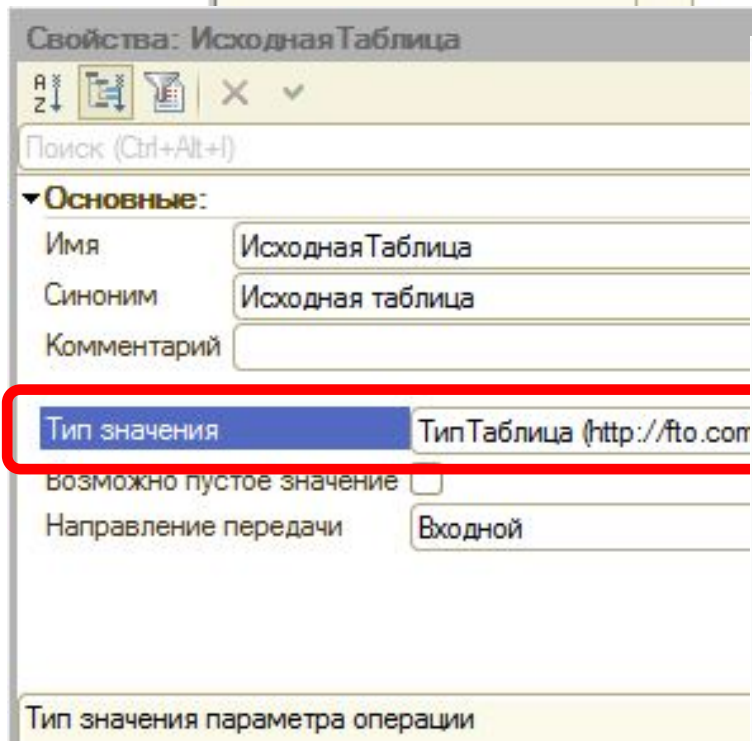 Свойства: ИсходнаяТаблица
Поиск (Ctrl+Alt+I)
Основные:
Имя ИсходнаяТаблица
Синоним Исходная таблица
Комментарий
Тип значения ТипТаблица (http://fto.com
Возможно пустое значение
Направление передачи Входной
Тип значения параметра операции